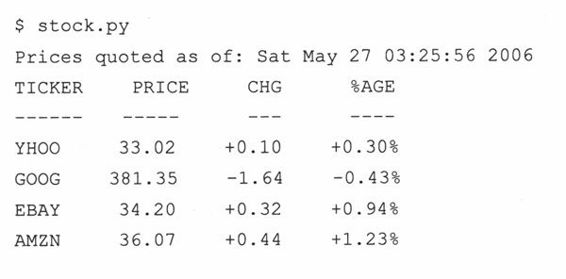 $ stock.py
Prices quoted as of: Sat May 27 03:25:56 2006
TICKER PRICE CHG %AGE
------ ----- --- ----
YHOO 33.02 +0.10 +0.30%
GOOG 381.35 -1.64 -0.43%
EBAY 34.20 +0.32 +0.94%
AMZN 36.07 +0.44 +1.23%